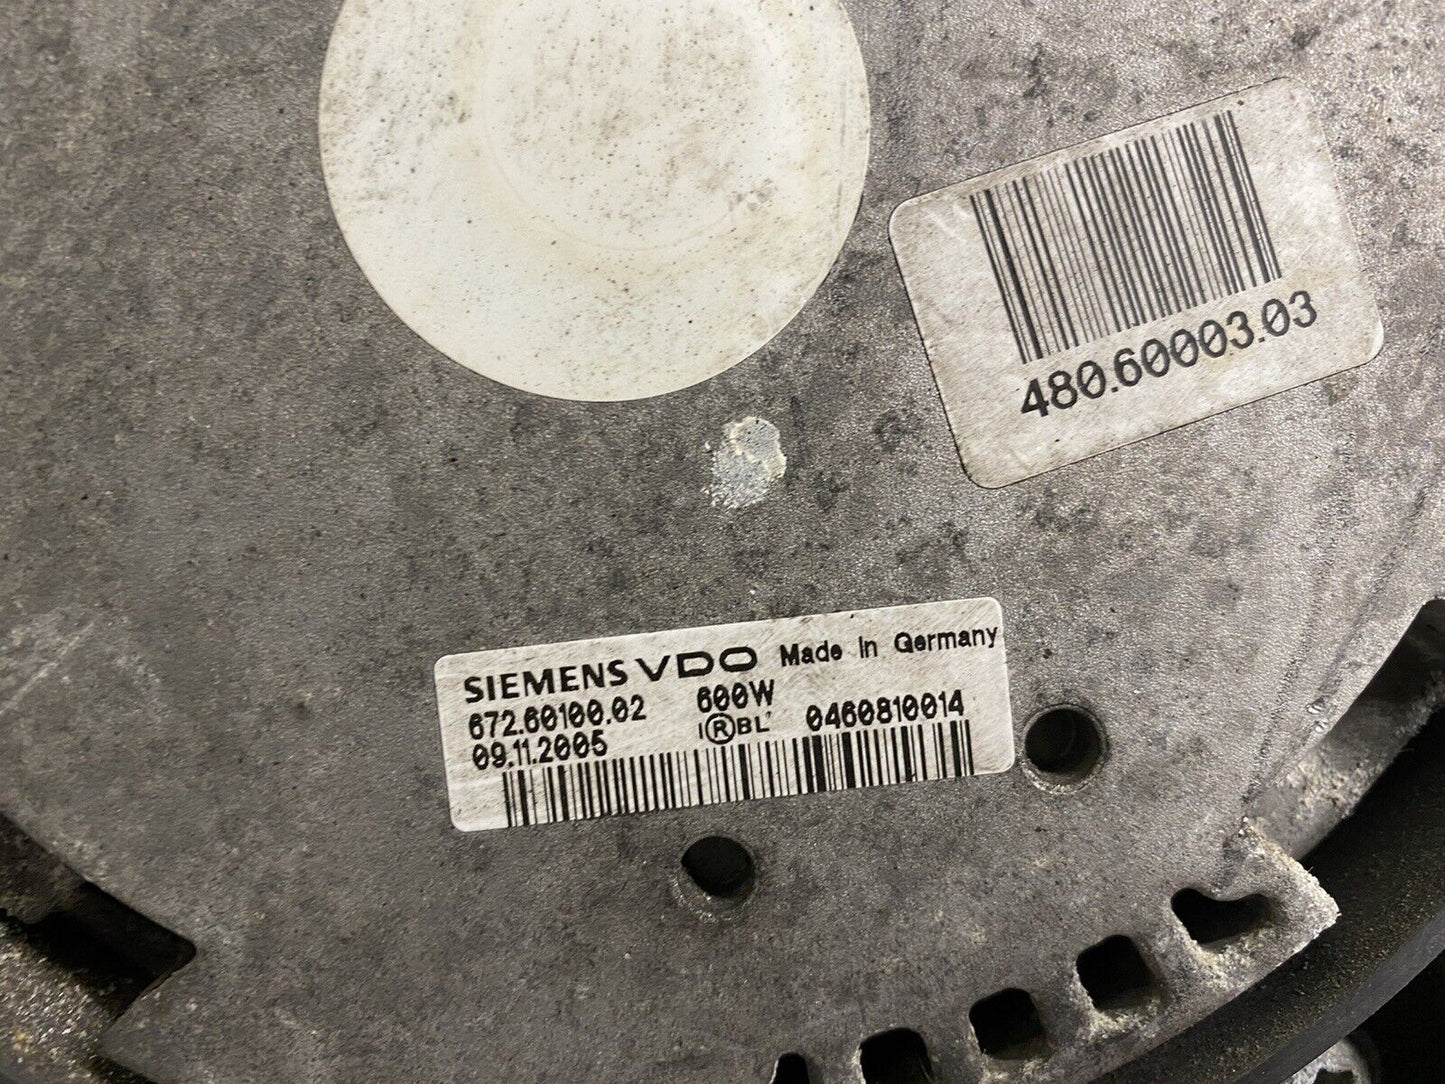 480.60003.03
SIEMENS VDO Made In Germany
672.60100.02 600W
09.11.2005 I®BL' 0460810014